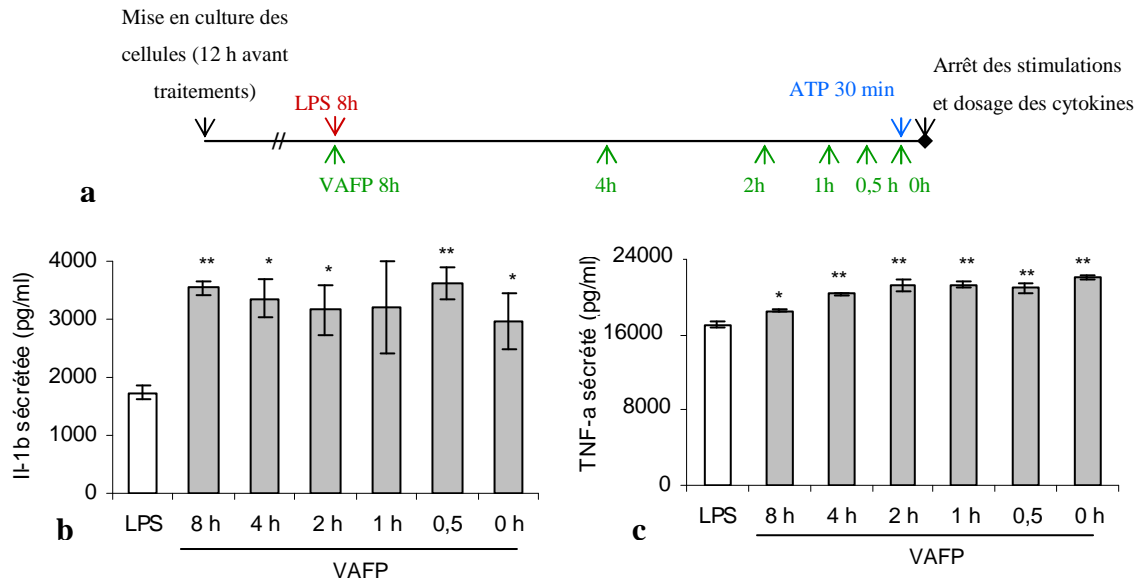 Mise en culture des
cellules (12 h avant
traitements)
LPS 8h
ATP 30 min
Arrêt des stimulations
et dosage des cytokines
//
VAFP 8h
4h
2h
1h
0,5 h
0h
a
Il-1b sécrétée (pg/ml)
4000
3000
2000
1000
0
**
*
*
**
*
LPS
8 h
4 h
2 h
1 h
0,5
0 h
VAFP
b
TNF-a sécrété (pg/ml)
24000
16000
8000
0
*
**
**
**
**
**
LPS
8 h
4 h
2 h
1 h
0,5
0 h
VAFP
c